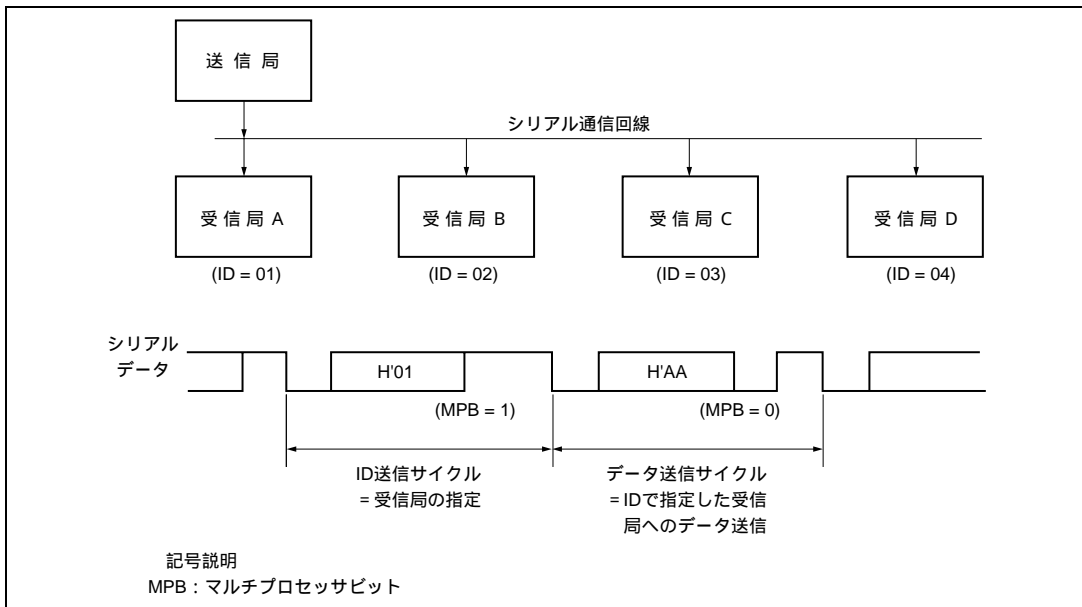 送 信 局
シリアル通信回線
受 信 局 A
受 信 局 B
受 信 局 C
受 信 局 D
(ID = 01)
(ID = 02)
(ID = 03)
(ID = 04)
シリアル
データ
H'01
H'AA
(MPB = 1)
(MPB = 0)
ID送信サイクル
= 受信局の指定
データ送信サイクル
= IDで指定した受信
局へのデータ送信
記号説明
MPB : マルチプロセッサビット